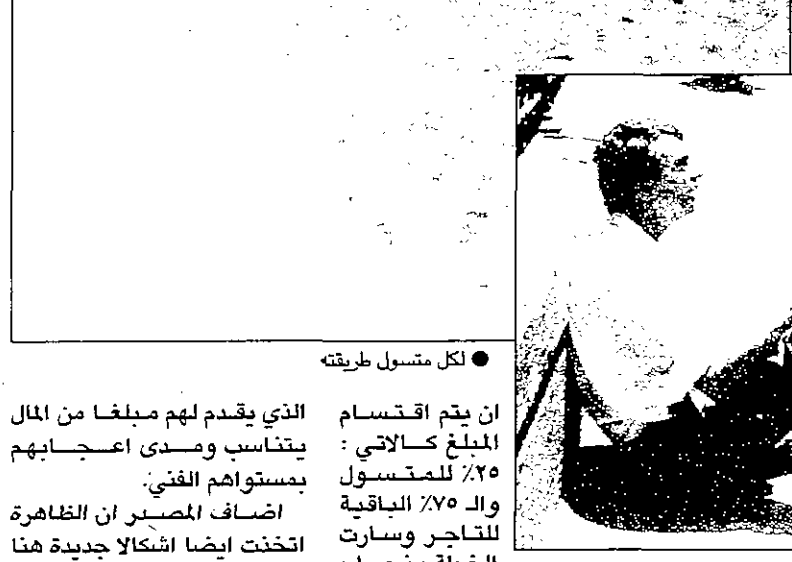 ● لكل متسول طريقته
ان يتم اقتسام
المبلغ كالاتي :
٢٥٪ للمتسول
والـ ٧٥٪ الباقية
للتاجر وسارت
الذي يقدم لهم مبلغا من المال
يتناسب ومدى اعجابهم
بمستواهم الفني.
اضاف المصدر ان الظاهرة
اتخذت ايضا اشكالا جديدة هنا